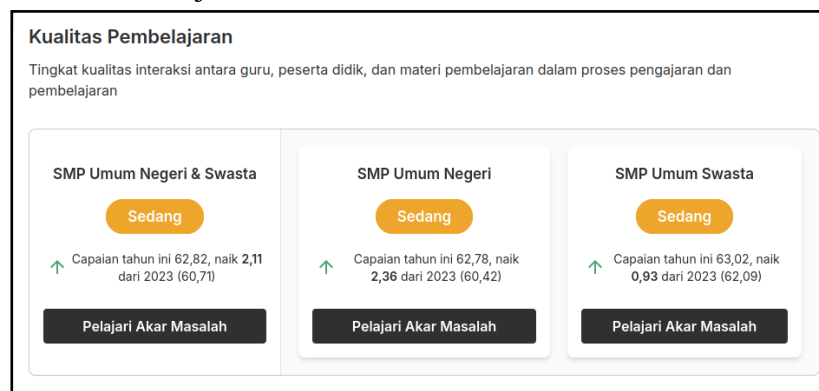 Kualitas Pembelajaran
Tingkat kualitas interaksi antara guru, peserta didik, dan materi pembelajaran dalam proses pengajaran dan
pembelajaran
SMP Umum Negeri & Swasta
Sedang
Capaian tahun ini 62,82, naik 2,11
dari 2023 (60,71)
Pelajari Akar Masalah
SMP Umum Negeri
Sedang
Capaian tahun ini 62,78, naik
2,36 dari 2023 (60,42)
Pelajari Akar Masalah
SMP Umum Swasta
Sedang
Capaian tahun ini 63,02, naik
0,93 dari 2023 (62,09)
Pelajari Akar Masalah